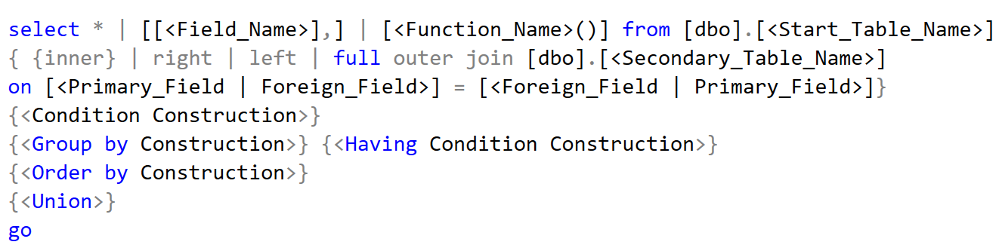 select * | [[<Field_Name>],] | [<Function_Name>()] from [dbo].[<Start_Table_Name>]
{ {inner} | right | left | full outer join [dbo].[<Secondary_Table_Name>]
on [<Primary_Field | Foreign_Field>] = [<Foreign_Field | Primary_Field>]}
{<Condition Construction>}
{<Group by Construction>} {<Having Condition Construction>}
{<Order by Construction>}
{<Union>}
go